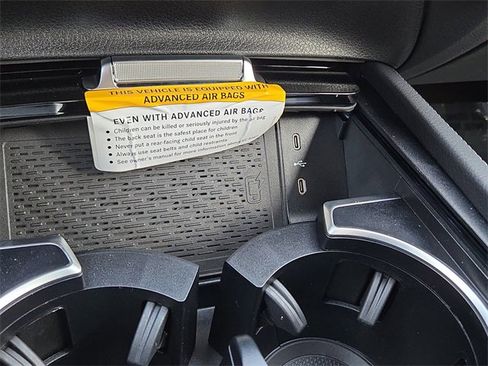 THIS VEHICLE IS EQUIPPED WITH
ADVANCED AIR BAGS
EVEN WITH ADVANCED AIR BAGS
• Children can be killed or seriously injured by the air bag
• The back seat is the safest place for children
• Never put a rear-facing child seat in the front
• Always use seat belts and child restraints
• See owner's manual for more information about